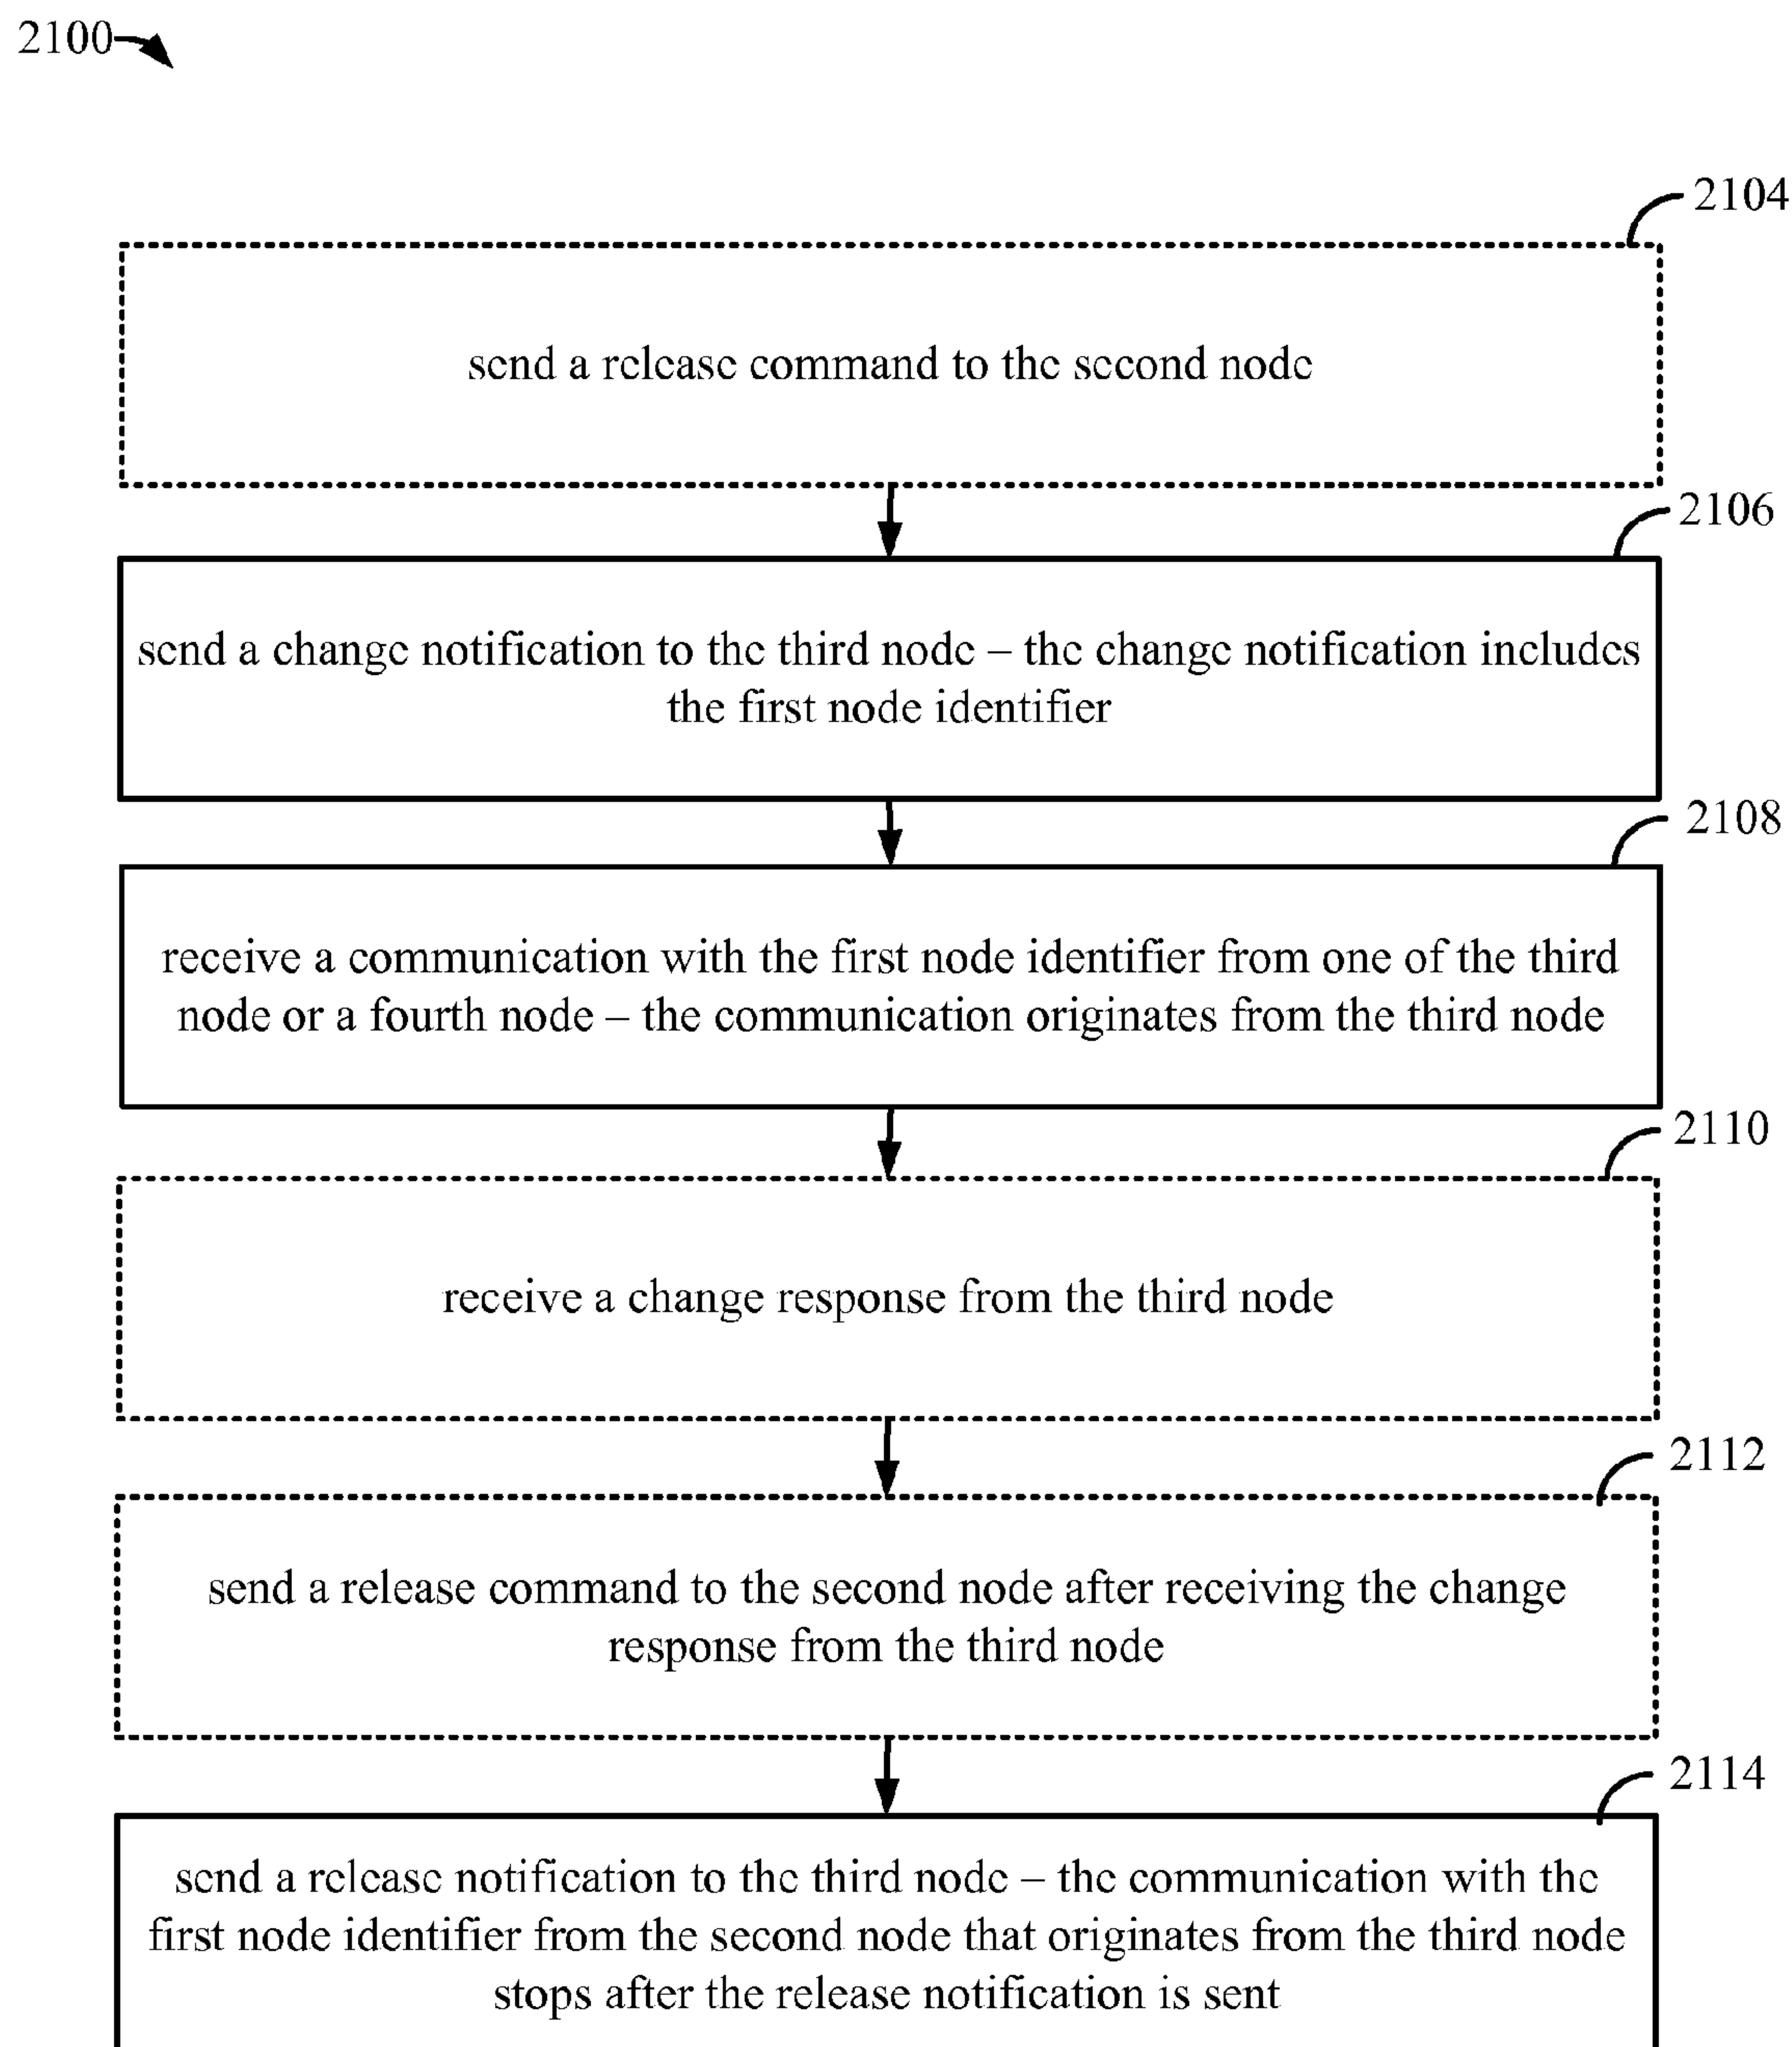 2100
2104
send a release command to the second node
2106
send a change notification to the third node – the change notification includes
the first node identifier
2108
receive a communication with the first node identifier from one of the third
node or a fourth node – the communication originates from the third node
2110
receive a change response from the third node
2112
send a release command to the second node after receiving the change
response from the third node
2114
send a release notification to the third node – the communication with the
first node identifier from the second node that originates from the third node
stops after the release notification is sent